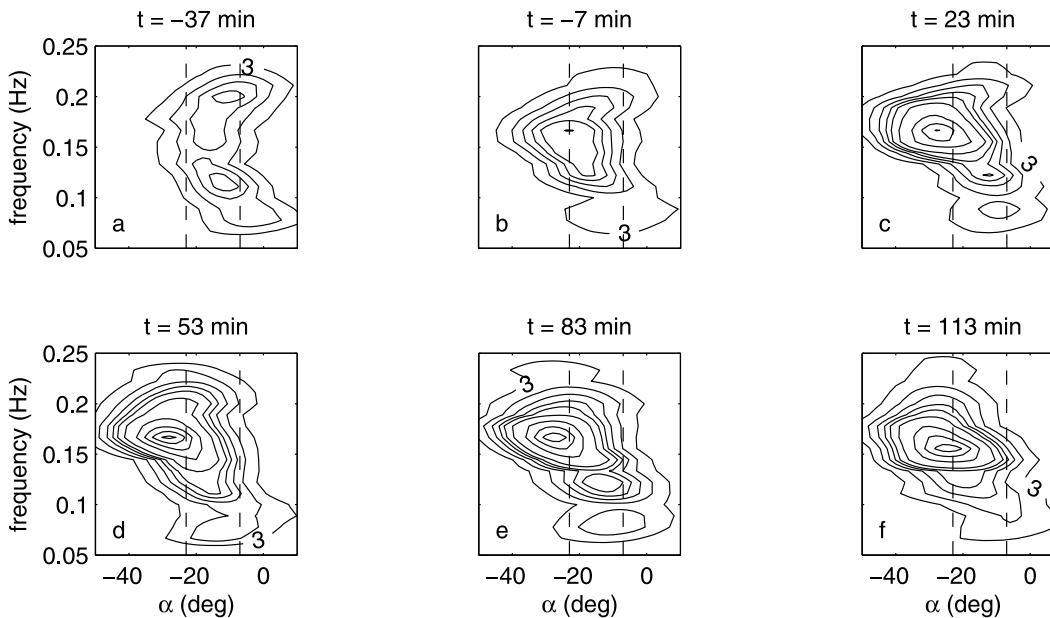 t = −37 min
t = −7 min
t = 23 min
frequency (Hz)
0.25
0.2
0.15
0.1
0.05
3
a
3
b
3
c
t = 53 min
t = 83 min
t = 113 min
frequency (Hz)
0.25
0.2
0.15
0.1
0.05
3
d
3
e
3
f
−40 −20 0
−40 −20 0
−40 −20 0
α (deg)
α (deg)
α (deg)